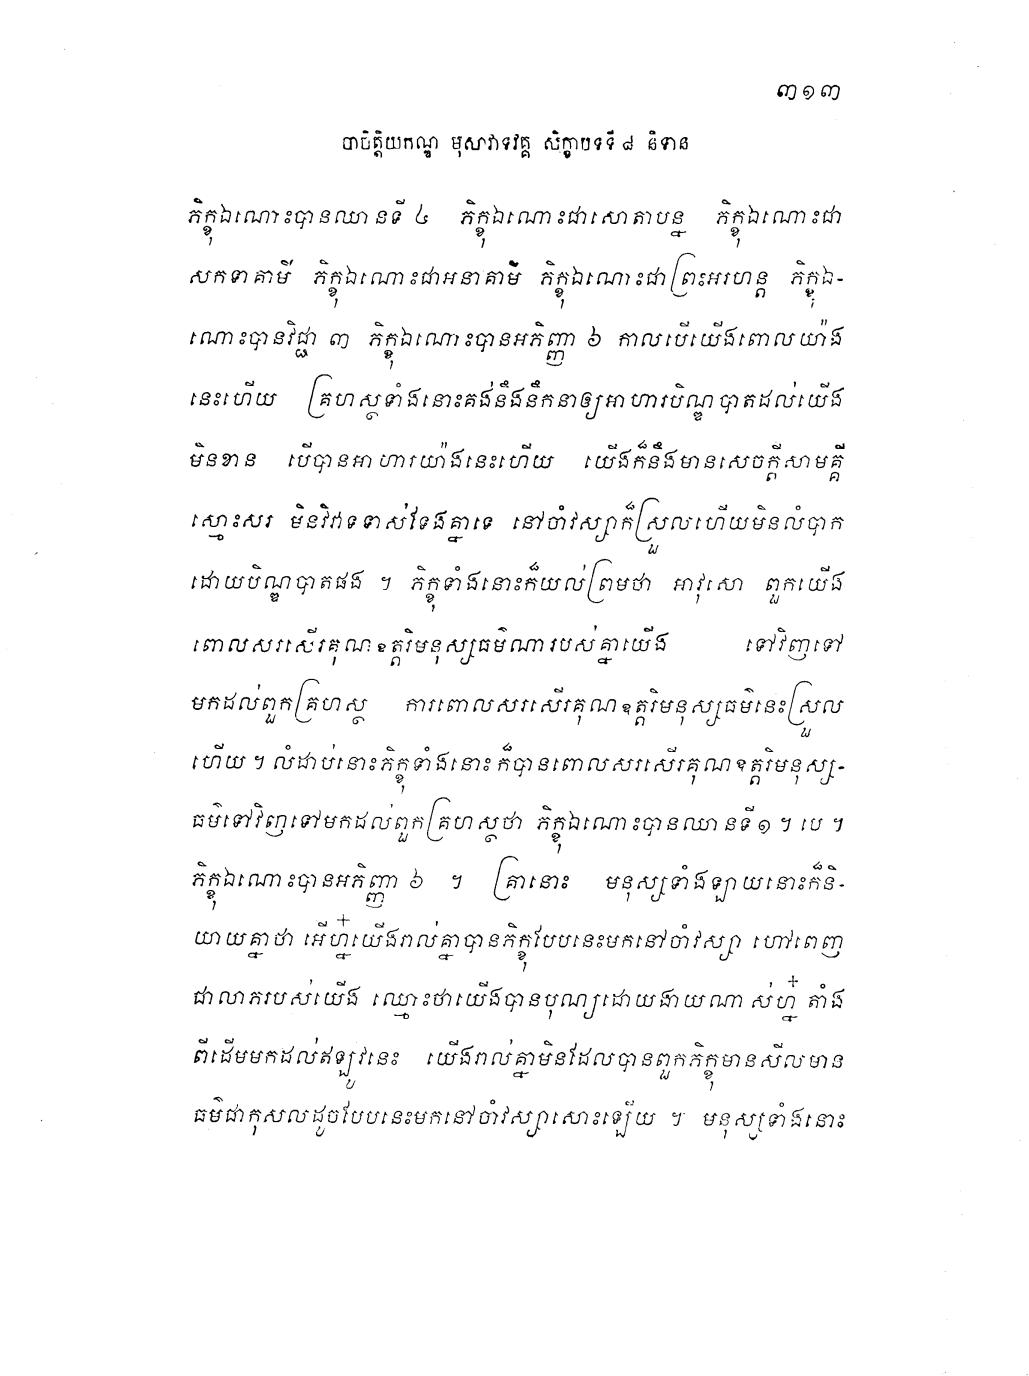 ៣១៣
បាចិត្តិយកណ្ឌ មុសាវាទវគ្គ សិក្ខាបទទី ៨ និទាន
ភិក្ខុឯណោះបានឈានទី ៤ ភិក្ខុឯណោះជាសោតាបន្ន ភិក្ខុឯណោះជា
សកទាគាមី ភិក្ខុឯណោះជាអនាគាមី ភិក្ខុឯណោះជាព្រះអរហន្ត ភិក្ខុឯ-
ណោះបានវិជ្ជា ៣ ភិក្ខុឯណោះបានអភិញ្ញា ៦ កាលបើយើងពោលយ៉ាង
នេះហើយ គ្រហស្ថទាំងនោះគង់នឹងនឹកនាឲ្យអាហារបិណ្ឌបាតដល់យើង
មិនខាន បើបានអាហារយ៉ាងនេះហើយ យើងក៏នឹងមានសេចក្តីសាមគ្គី
ស្មោះសរ មិនវិវាទទាស់ទែងគ្នាទេ នៅចាំវស្សាក៏ស្រួលហើយមិនលំបាក
ដោយបិណ្ឌបាតផង ។ ភិក្ខុទាំងនោះក៏យល់ព្រមថា អាវុសោ ពួកយើង
ពោលសរសើរគុណឧត្តរិមនុស្សធម៌ណារបស់គ្នាយើង ទៅវិញទៅ
មកដល់ពួកគ្រហស្ថ ការពោលសរសើរគុណឧត្តរិមនុស្សធម៌នេះស្រួល
ហើយ ។ លំដាប់នោះភិក្ខុទាំងនោះក៏បានពោលសរសើរគុណឧត្តរិមនុស្ស-
ធម៌ទៅវិញទៅមកដល់ពួកគ្រហស្ថថា ភិក្ខុឯណោះបានឈានទី ១ ។ បេ ។
ភិក្ខុឯណោះបានអភិញ្ញា ៦ ។ គ្រានោះ មនុស្សទាំងឡាយនោះក៏និ-
យាយគ្នាថា អើហ្ន៎យើងរាល់គ្នាបានភិក្ខុបែបនេះមកនៅចាំវស្សា ហៅពេញ
ជាលាភរបស់យើង ឈ្មោះថាយើងបានបុណ្យដោយងាយណាស់ហ្ន៎ តាំង
ពីដើមមកដល់ឥឡូវនេះ យើងរាល់គ្នាមិនដែលបានពួកភិក្ខុមានសីលមាន
ធម៌ជាកុសលដូចបែបនេះមកនៅចាំវស្សាសោះឡើយ ។ មនុស្សទាំងនោះ